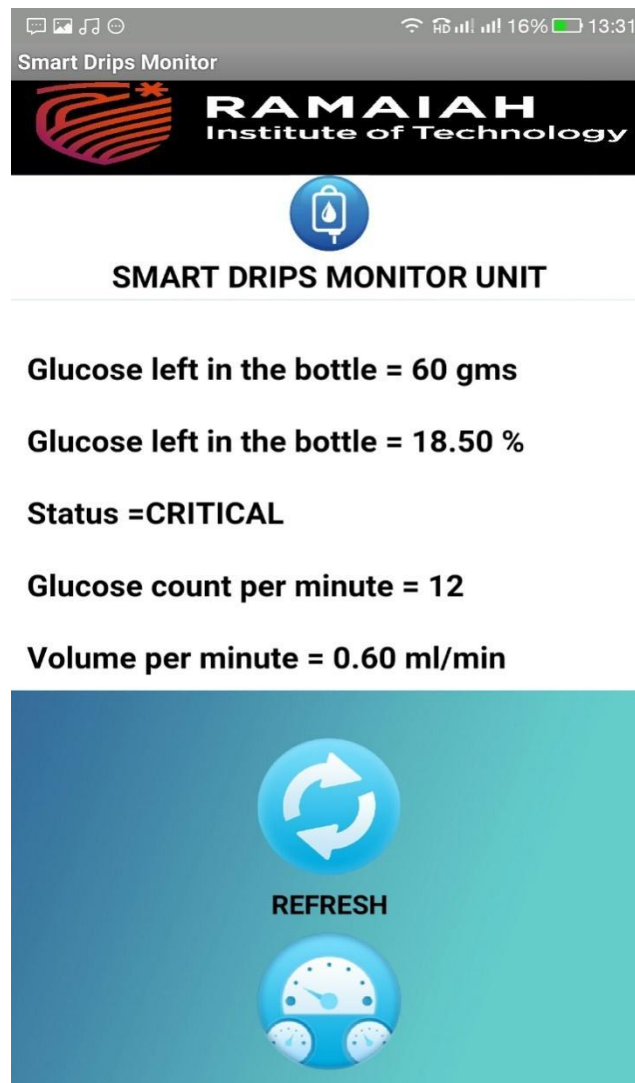 HD 16% 13:31
Smart Drips Monitor
RAMAIAH
Institute of Technology
SMART DRIPS MONITOR UNIT
Glucose left in the bottle = 60 gms
Glucose left in the bottle = 18.50 %
Status =CRITICAL
Glucose count per minute = 12
Volume per minute = 0.60 ml/min
REFRESH